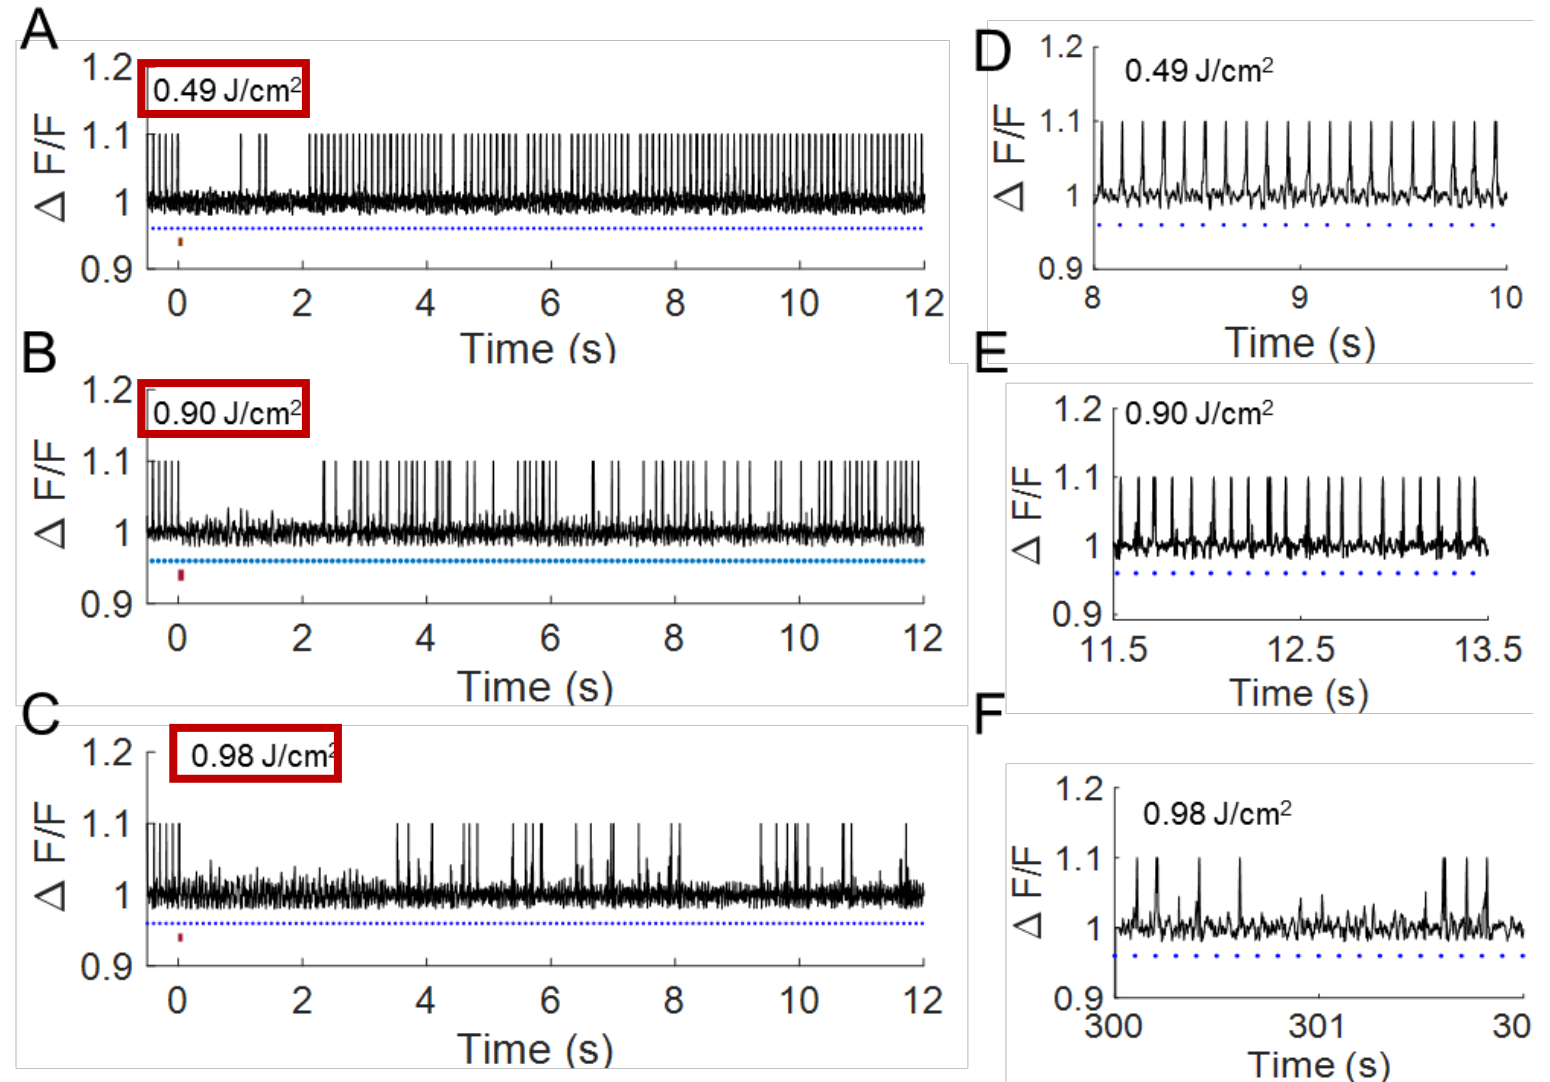 A
1.2
0.49 J/cm²
1.1
1
0.9
Δ F/F
0 2 4 6 8 10 12
Time (s)
B
1.2
0.90 J/cm²
1.1
1
0.9
Δ F/F
0 2 4 6 8 10 12
Time (s)
C
1.2
0.98 J/cm²
1.1
1
0.9
Δ F/F
0 2 4 6 8 10 12
Time (s)
D
1.2
0.49 J/cm²
1.1
1
0.9
Δ F/F
8 9 10
Time (s)
E
1.2
0.90 J/cm²
1.1
1
0.9
Δ F/F
11.5 12.5 13.5
Time (s)
F
1.2
0.98 J/cm²
1.1
1
0.9
Δ F/F
300 301 30
Time (s)